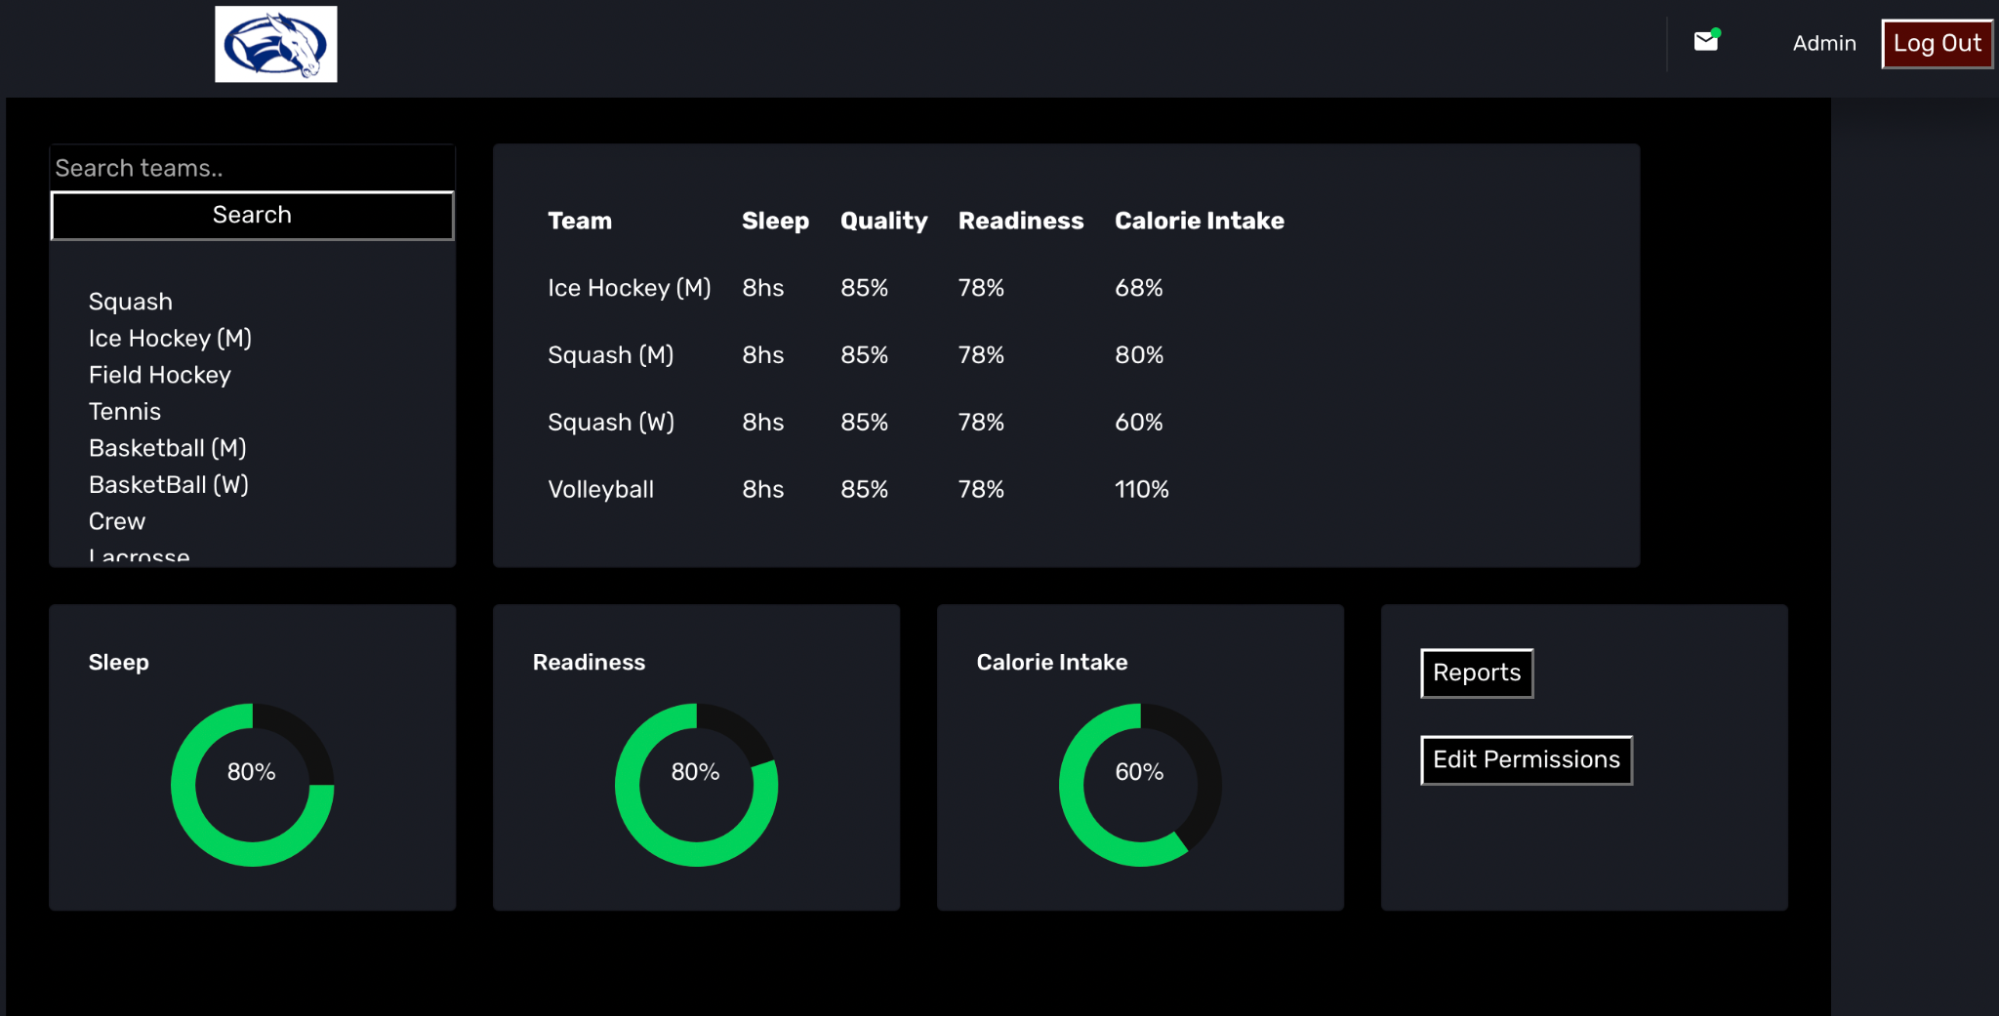 Admin
Log Out
Search teams..
Search
Squash
Ice Hockey (M)
Field Hockey
Tennis
Basketball (M)
BasketBall (W)
Crew
Lacrosse
Team Sleep Quality Readiness Calorie Intake
Ice Hockey (M) 8hs 85% 78% 68%
Squash (M) 8hs 85% 78% 80%
Squash (W) 8hs 85% 78% 60%
Volleyball 8hs 85% 78% 110%
Sleep
80%
Readiness
80%
Calorie Intake
60%
Reports
Edit Permissions